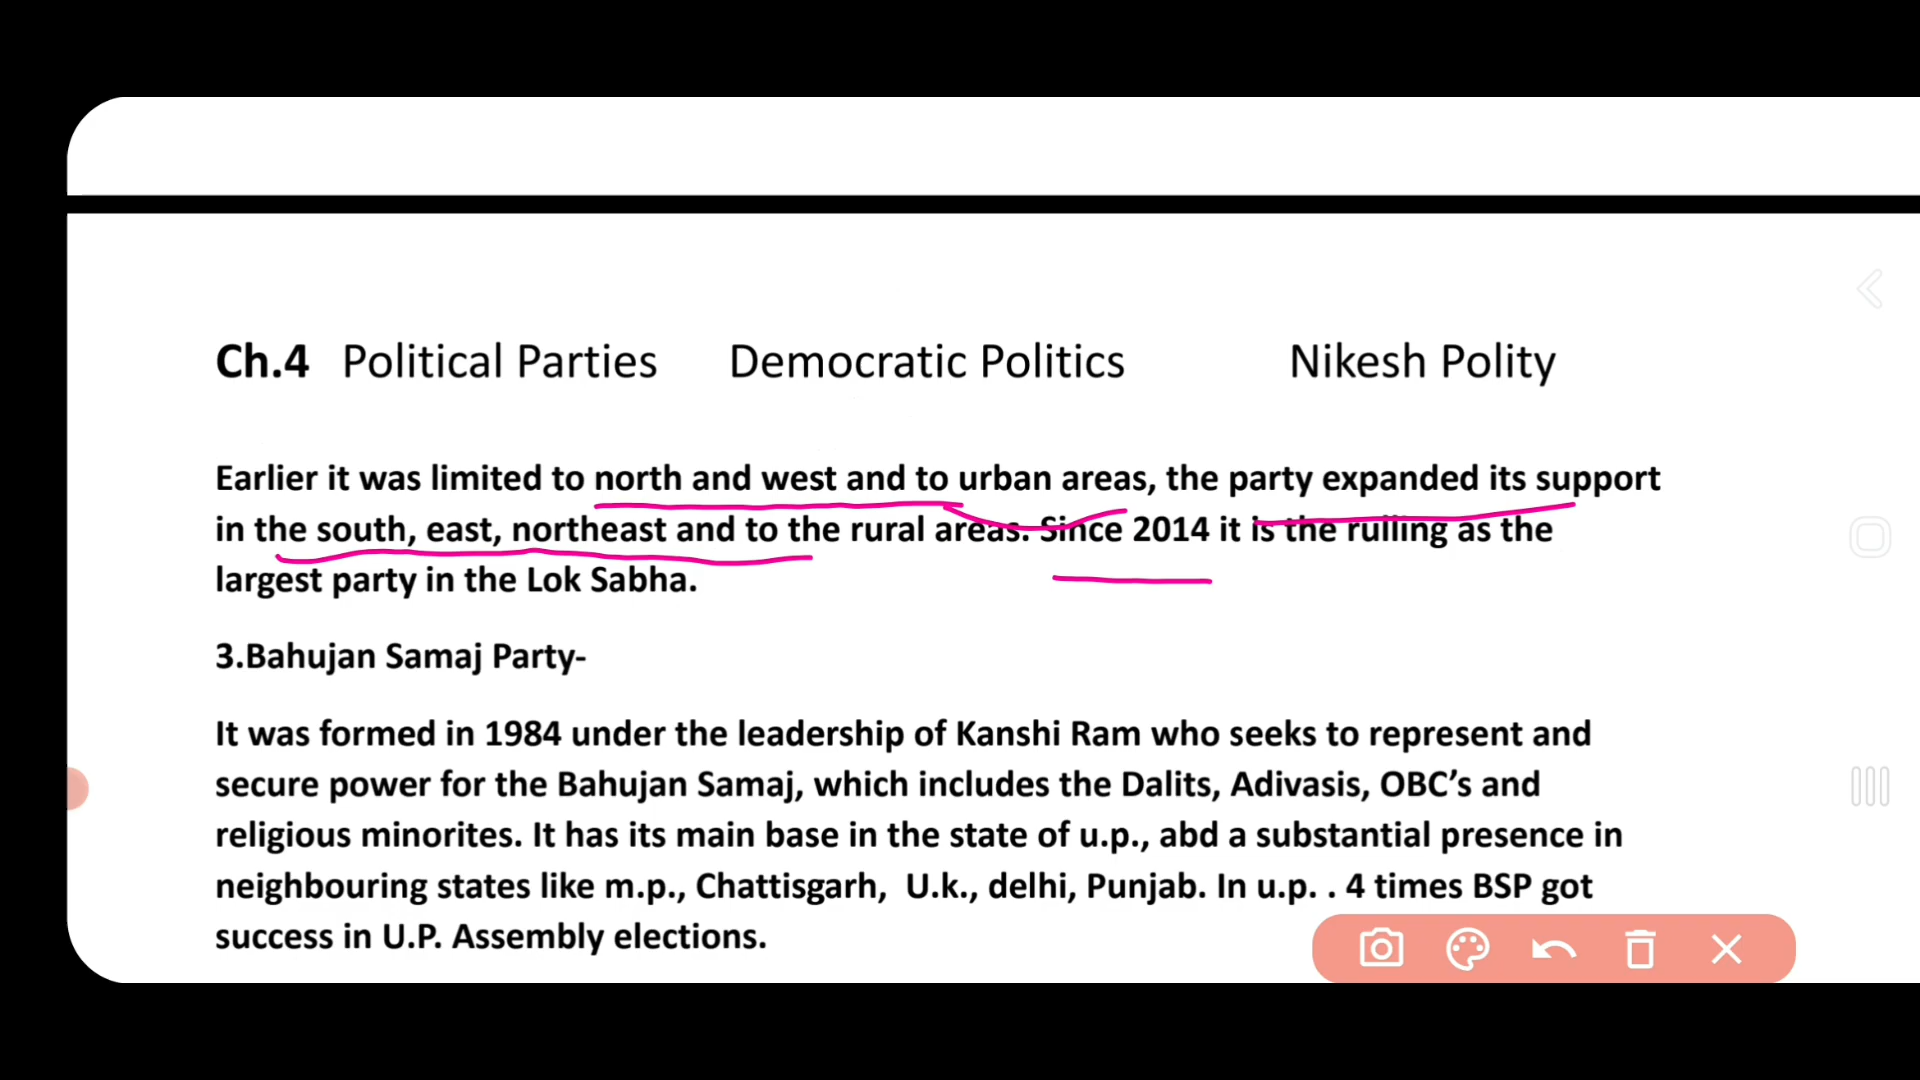 Ch.4 Political Parties Democratic Politics Nikesh Polity
Earlier it was limited to north and west and to urban areas, the party expanded its support
in the south, east, northeast and to the rural areas. Since 2014 it is the rulling as the
largest party in the Lok Sabha.
3.Bahujan Samaj Party-
It was formed in 1984 under the leadership of Kanshi Ram who seeks to represent and
secure power for the Bahujan Samaj, which includes the Dalits, Adivasis, OBC’s and
religious minorites. It has its main base in the state of u.p., abd a substantial presence in
neighbouring states like m.p., Chattisgarh, U.k., delhi, Punjab. In u.p. . 4 times BSP got
success in U.P. Assembly elections.